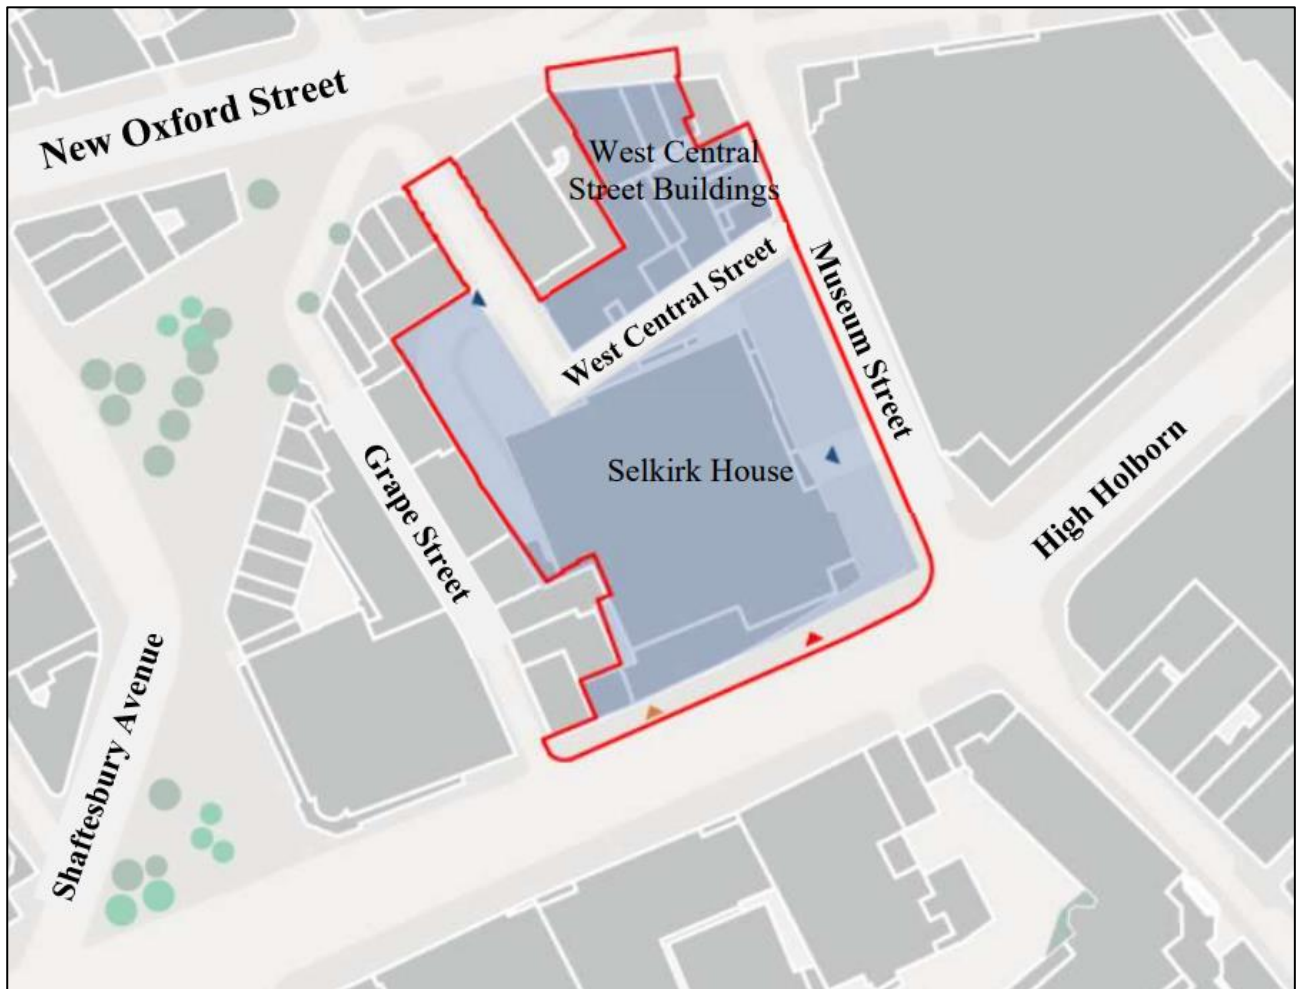 New Oxford Street
West Central
Street Buildings
West Central Street
Museum Street
Selkirk House
Grape Street
High Holborn
Shaftesbury Avenue